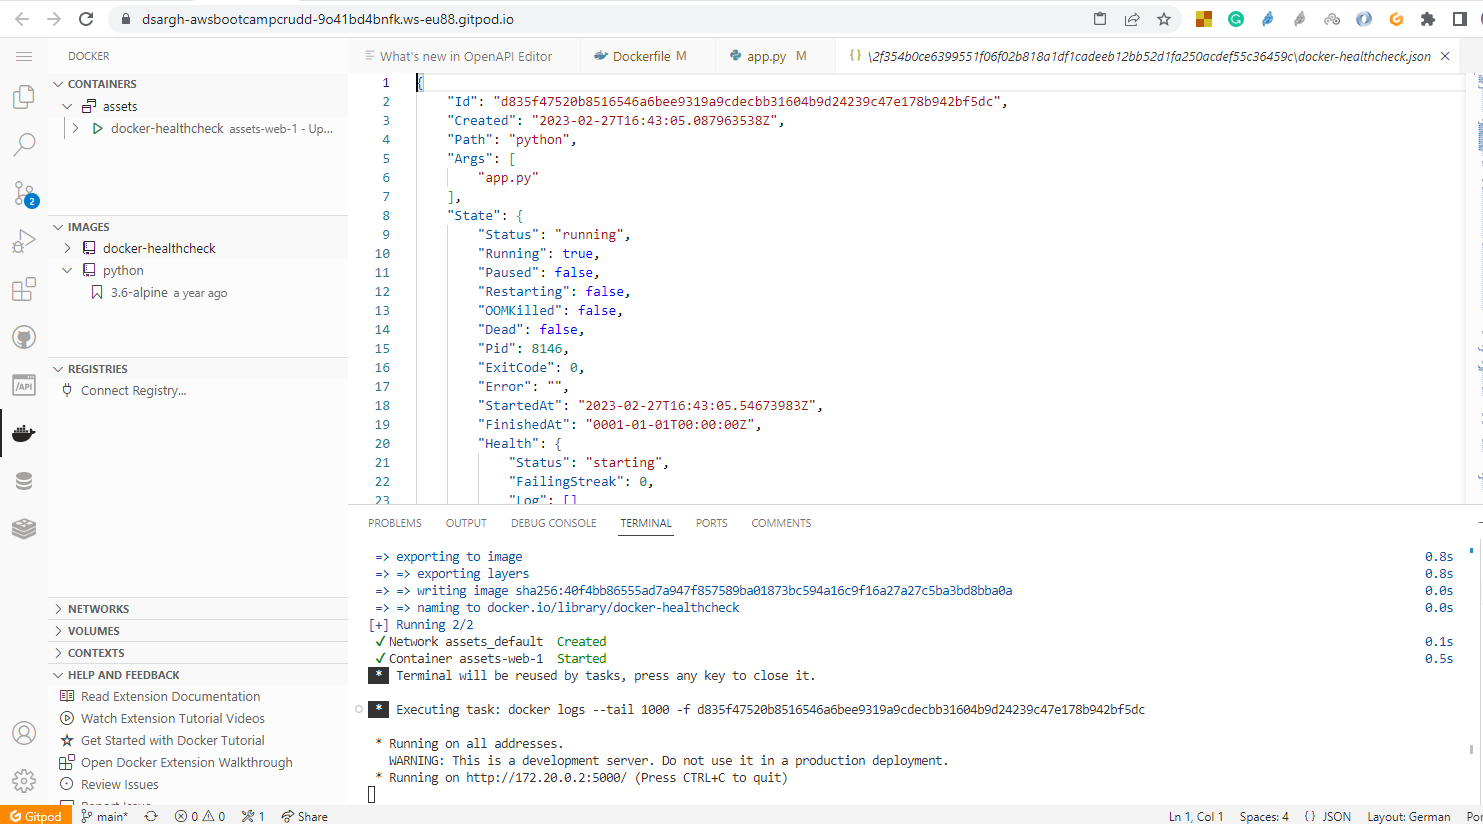 dsargh-awsbootcampcrudd-9o41bd4bnfk.ws-eu88.gitpod.io
DOCKER
CONTAINERS
assets
docker-healthcheck assets-web-1 - Up...
2
IMAGES
docker-healthcheck
python
3.6-alpine a year ago
REGISTRIES
Connect Registry...
/API
NETWORKS
VOLUMES
CONTEXTS
HELP AND FEEDBACK
Read Extension Documentation
Watch Extension Tutorial Videos
Get Started with Docker Tutorial
Open Docker Extension Walkthrough
Review Issues
Report Issue
What's new in OpenAPI Editor
Dockerfile M
app.py M
{} \2f354b0ce6399551f06f02b818a1df1cadeeb12bb52d1fa250acdef55c36459c\docker-healthcheck.json
1 {
2 "Id": "d835f47520b8516546a6bee9319a9cdecbb31604b9d24239c47e178b942bf5dc",
3 "Created": "2023-02-27T16:43:05.087963538Z",
4 "Path": "python",
5 "Args": [
6 "app.py"
7 ],
8 "State": {
9 "Status": "running",
10 "Running": true,
11 "Paused": false,
12 "Restarting": false,
13 "OOMKilled": false,
14 "Dead": false,
15 "Pid": 8146,
16 "ExitCode": 0,
17 "Error": "",
18 "StartedAt": "2023-02-27T16:43:05.54673983Z",
19 "FinishedAt": "0001-01-01T00:00:00Z",
20 "Health": {
21 "Status": "starting",
22 "FailingStreak": 0,
23 "Log": []
PROBLEMS OUTPUT DEBUG CONSOLE TERMINAL PORTS COMMENTS
=> exporting to image 0.8s
=> => exporting layers 0.8s
=> => writing image sha256:40f4bb86555ad7a947f857589ba01873bc594a16c9f16a27a27c5ba3bd8bba0a 0.0s
=> => naming to docker.io/library/docker-healthcheck 0.0s
[+] Running 2/2
✓ Network assets_default Created 0.1s
✓ Container assets-web-1 Started 0.5s
* Terminal will be reused by tasks, press any key to close it.
* Executing task: docker logs --tail 1000 -f d835f47520b8516546a6bee9319a9cdecbb31604b9d24239c47e178b942bf5dc
* Running on all addresses.
WARNING: This is a development server. Do not use it in a production deployment.
* Running on http://172.20.0.2:5000/ (Press CTRL+C to quit)
Gitpod main* 0 0 1 Share Ln 1, Col 1 Spaces: 4 {} JSON Layout: German Por